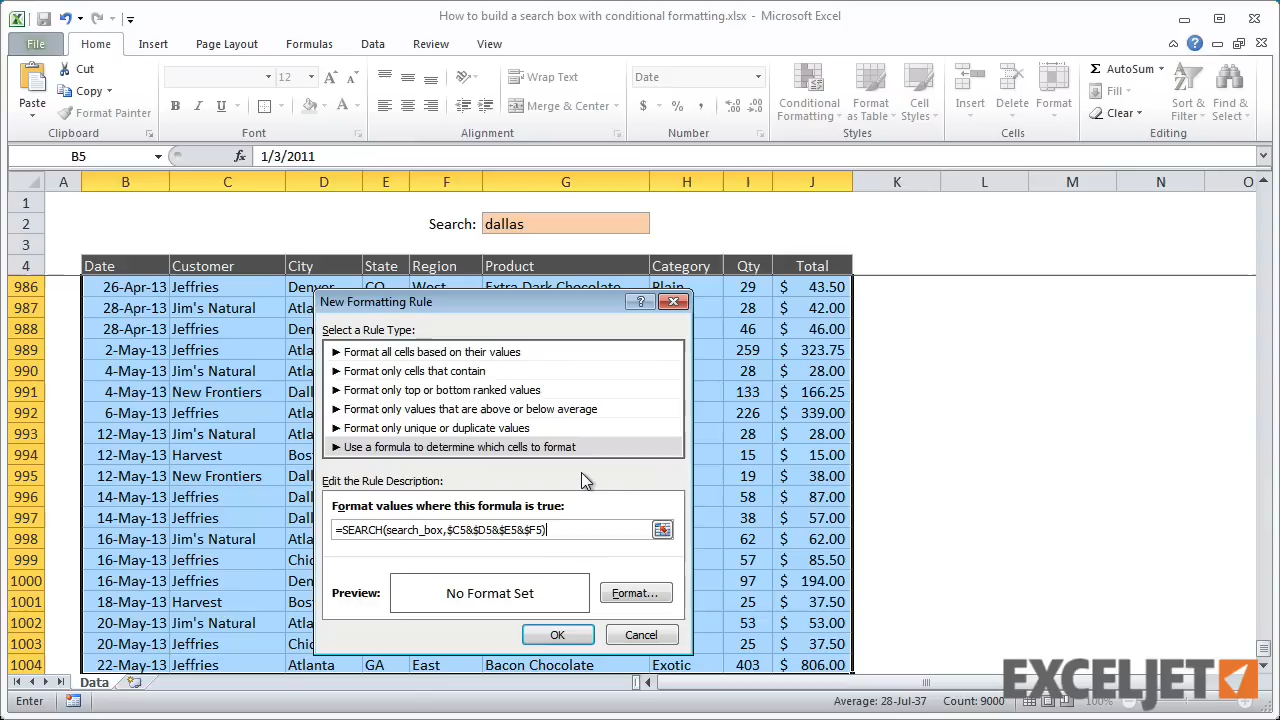 How to build a search box with conditional formatting.xlsx - Microsoft Excel
File Home Insert Page Layout Formulas Data Review View
Cut
Copy
Format Painter
Paste
Clipboard
12
A A
B I U A
Font
Wrap Text
Merge & Center
Alignment
Date
$ % ,
Number
Conditional Formatting
Format as Table
Cell Styles
Styles
Insert Delete Format
Cells
Σ AutoSum
Fill
Clear
Sort & Filter
Find & Select
Editing
B5 fx 1/3/2011
A B C D E F G H I J K L M N O
1
2 Search: dallas
3
4 Date Customer City State Region Product Category Qty Total
986 26-Apr-13 Jeffries Denver CO West Extra Dark Chocolate Plain 29 $ 43.50
987 28-Apr-13 Jim's Natural Atla 28 $ 42.00
988 28-Apr-13 Jeffries Atla 46 $ 46.00
989 2-May-13 Jeffries Atla 259 $ 323.75
990 4-May-13 Jim's Natural Atla 28 $ 28.00
991 4-May-13 New Frontiers Dall 133 $ 166.25
992 6-May-13 Jeffries Atla 226 $ 339.00
993 12-May-13 Jim's Natural Atla 28 $ 28.00
994 12-May-13 Harvest Bos 15 $ 15.00
995 12-May-13 New Frontiers Dall 19 $ 38.00
996 14-May-13 Jeffries Dall 58 $ 87.00
997 14-May-13 Jeffries Dall 38 $ 57.00
998 16-May-13 Jim's Natural Atla 62 $ 62.00
999 16-May-13 Jeffries Chic 57 $ 85.50
1000 16-May-13 Jeffries Den 97 $ 194.00
1001 18-May-13 Harvest Bos 25 $ 37.50
1002 20-May-13 Jim's Natural Atla 53 $ 53.00
1003 20-May-13 Jeffries Chic 25 $ 37.50
1004 22-May-13 Jeffries Atlanta GA East Bacon Chocolate Exotic 403 $ 806.00
New Formatting Rule
Select a Rule Type:
► Format all cells based on their values
► Format only cells that contain
► Format only top or bottom ranked values
► Format only values that are above or below average
► Format only unique or duplicate values
► Use a formula to determine which cells to format
Edit the Rule Description:
Format values where this formula is true:
=SEARCH(search_box,$C5&$D5&$E5&$F5)
Preview: No Format Set Format...
OK Cancel
Data
Enter Average: 28-Jul-37 Count: 9000 100%
EXCELJET